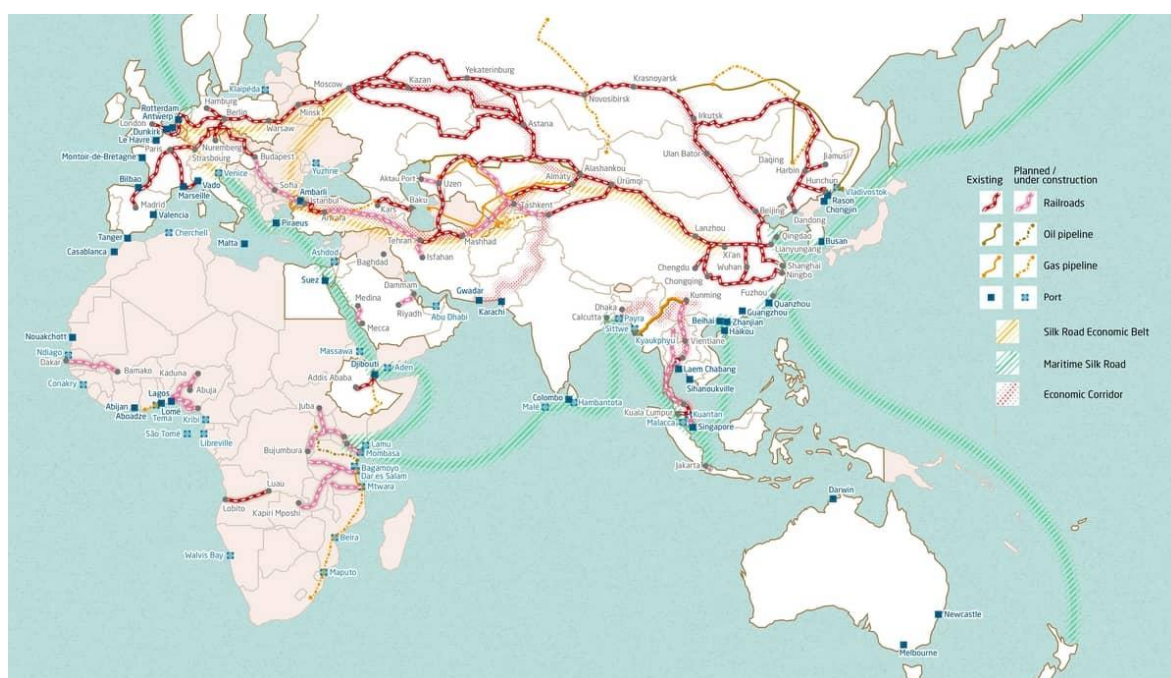 Klaipėda
Moscow
Kazan
Yekaterinburg
Novosibirsk
Krasnoyarsk
Irkutsk
Ulan Bator
Daqing
Jiamusi
Harbin
Hunchun
Vladivostok
Rason
Chongjin
Dandong
Beijing
Qingdao
Lianyungang
Busan
Rotterdam
Antwerp
London
Dunkirk
Le Havre
Paris
Montoir-de-Bretagne
Hamburg
Berlin
Warsaw
Minsk
Nuremberg
Strasbourg
Budapest
Venice
Yuzhne
Bilbao
Madrid
Valencia
Marseille
Vado
Sofia
Ambarli
Istanbul
Ankara
Piraeus
Tanger
Casablanca
Cherchell
Malta
Astana
Aktau Port
Uzen
Baku
Kars
Almaty
Alashankou
Ürümqi
Tashkent
Tehran
Mashhad
Isfahan
Lanzhou
Xi'an
Wuhan
Chengdu
Chongqing
Shanghai
Ningbo
Fuzhou
Quanzhou
Guangzhou
Ashdod
Baghdad
Suez
Dammam
Medina
Riyadh
Mecca
Abu Dhabi
Gwadar
Karachi
Dhaka
Calcutta
Payra
Sittwe
Kyaukphyu
Kunming
Beihai
Zhanjian
Haikou
Vientiane
Laem Chabang
Sihanoukville
Nouakchott
Ndiago
Dakar
Bamako
Conakry
Kaduna
Abuja
Lagos
Abijan
Lomé
Aboadze
Tema
Kribi
São Tomé
Libreville
Massawa
Aden
Djibouti
Addis Ababa
Juba
Lamu
Mombasa
Bujumbura
Bagamoyo
Dar es Salam
Mtwara
Luau
Lobito
Kapiri Mposhi
Beira
Walvis Bay
Maputo
Colombo
Hambantota
Malé
Kuala Lumpur
Kuantan
Malacca
Singapore
Jakarta
Darwin
Newcastle
Melbourne
Existing
Planned /
under construction
Railroads
Oil pipeline
Gas pipeline
Port
Silk Road Economic Belt
Maritime Silk Road
Economic Corridor